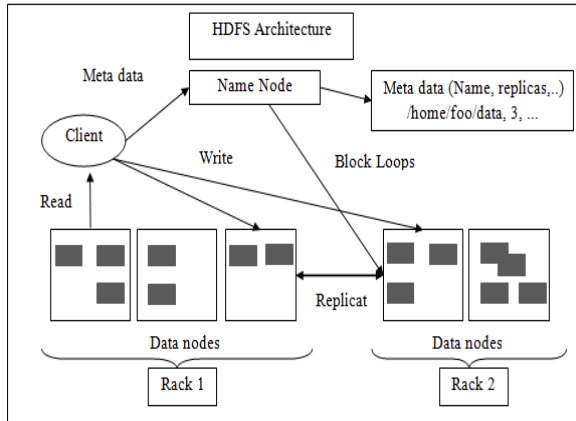 HDFS Architecture
Meta data
Name Node
Meta data (Name, replicas,..)
/home/foo/data, 3, ...
Client
Write
Block Loops
Read
Replicat
Data nodes
Data nodes
Rack 1
Rack 2